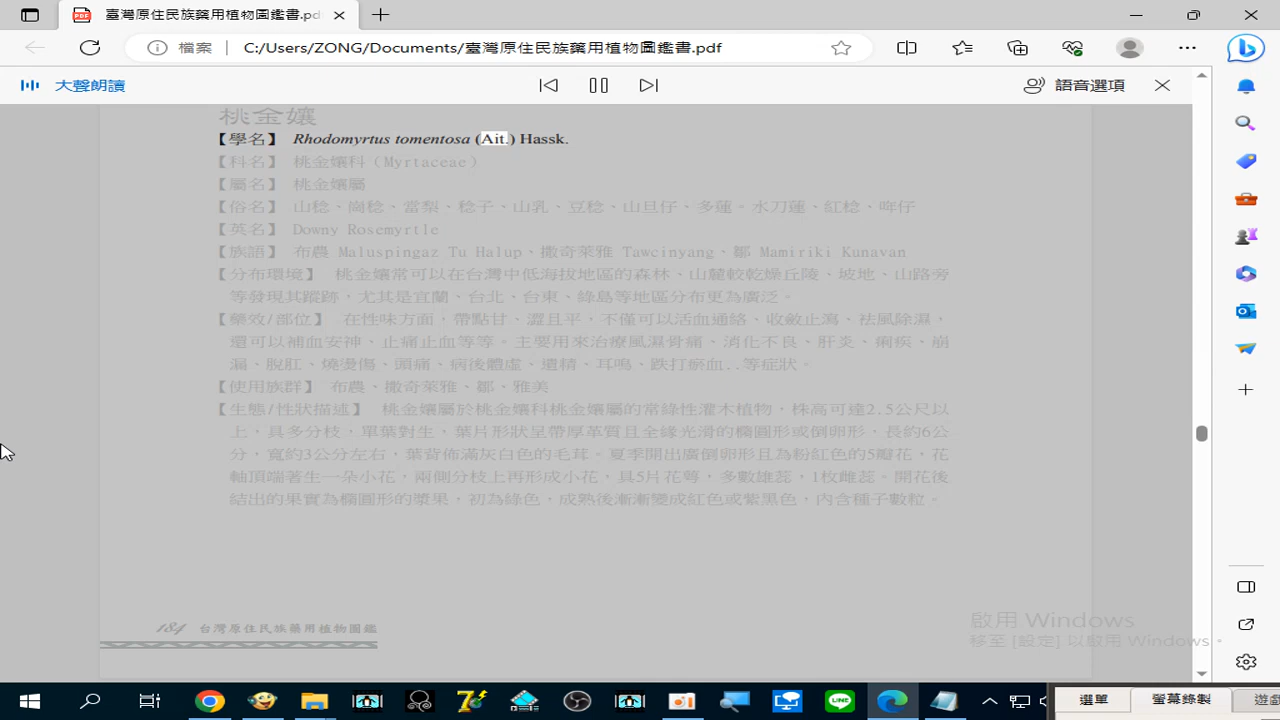 臺灣原住民族藥用植物圖鑑書.pdf
檔案 C:/Users/ZONG/Documents/臺灣原住民族藥用植物圖鑑書.pdf
大聲朗讀 語音選項
桃金孃
【學名】 Rhodomyrtus tomentosa (Ait.) Hassk.
【科名】 桃金孃科（Myrtaceae）
【屬名】 桃金孃屬
【俗名】 山稔、崗稔、當梨、稔子、山乳、豆稔、山旦仔、多蓮。水刀蓮、紅稔、哖仔
【英名】 Downy Rosemyrtle
【族語】 布農 Maluspingaz Tu Halup、撒奇萊雅 Tawcinyang、鄒 Mamiriki Kunavan
【分布環境】 桃金孃常可以在台灣中低海拔地區的森林、山麓較乾燥丘陵、坡地、山路旁
等發現其蹤跡，尤其是宜蘭、台北、台東、綠島等地區分布更為廣泛。
【藥效/部位】 在性味方面，帶點甘、澀且平，不僅可以活血通絡、收斂止瀉、袪風除濕，
還可以補血安神、止痛止血等等。主要用來治療風濕骨痛、消化不良、肝炎、痢疾、崩
漏、脫肛、燒燙傷、頭痛、病後體虛、遺精、耳鳴、跌打瘀血..等症狀。
【使用族群】 布農、撒奇萊雅、鄒、雅美
【生態/性狀描述】 桃金孃屬於桃金孃科桃金孃屬的常綠性灌木植物，株高可達2.5公尺以
上，具多分枝，單葉對生，葉片形狀呈帶厚革質且全緣光滑的橢圓形或倒卵形，長約6公
分，寬約3公分左右，葉背佈滿灰白色的毛茸。夏季開出廣倒卵形且為粉紅色的5瓣花，花
軸頂端著生一朵小花，兩側分枝上再形成小花，具5片花萼，多數雄蕊，1枚雌蕊。開花後
結出的果實為橢圓形的漿果，初為綠色，成熟後漸漸變成紅色或紫黑色，內含種子數粒。
184 台灣原住民族藥用植物圖鑑
啟用 Windows
移至 [設定] 以啟用 Windows。
選單 螢幕錄製